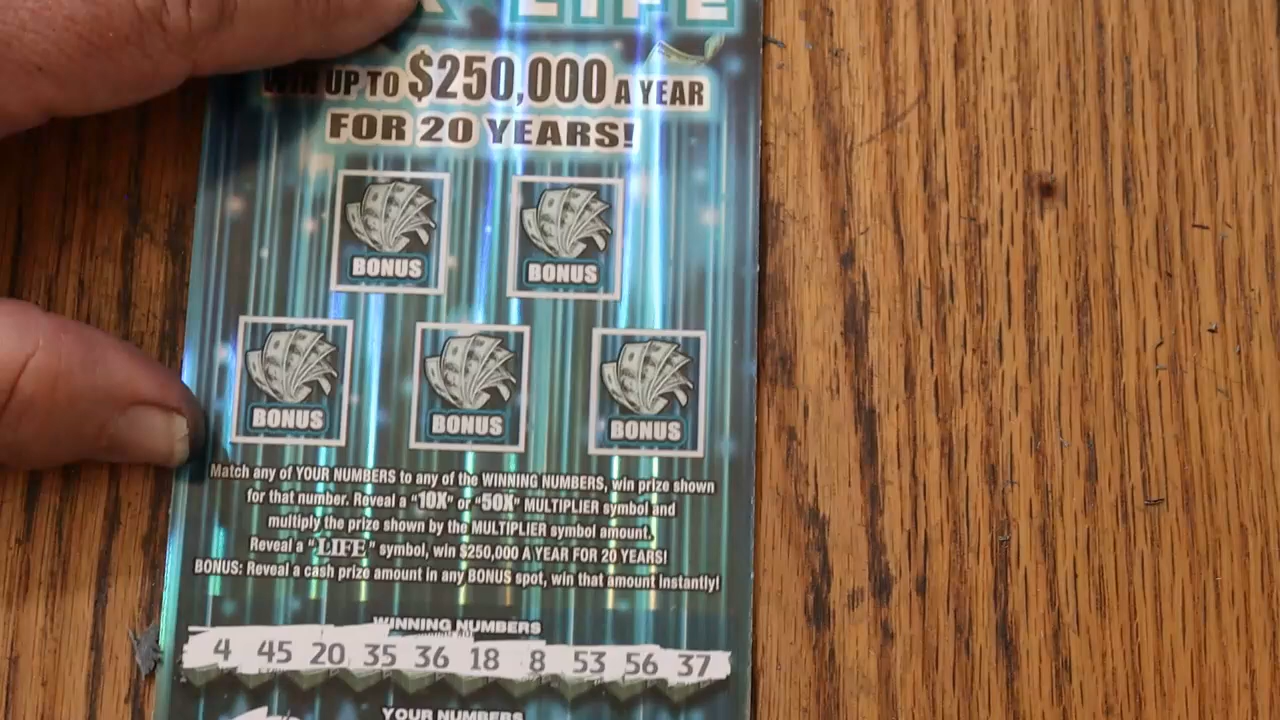 LIFE
WIN UP TO $250,000 A YEAR
FOR 20 YEARS!
BONUS BONUS
BONUS BONUS BONUS
Match any of YOUR NUMBERS to any of the WINNING NUMBERS, win prize shown
for that number. Reveal a "10X" or "50X" MULTIPLIER symbol and
multiply the prize shown by the MULTIPLIER symbol amount.
Reveal a "LIFE" symbol, win $250,000 A YEAR FOR 20 YEARS!
BONUS: Reveal a cash prize amount in any BONUS spot, win that amount instantly!
WINNING NUMBERS
4 45 20 35 36 18 8 53 56 37
YOUR NUMBERS